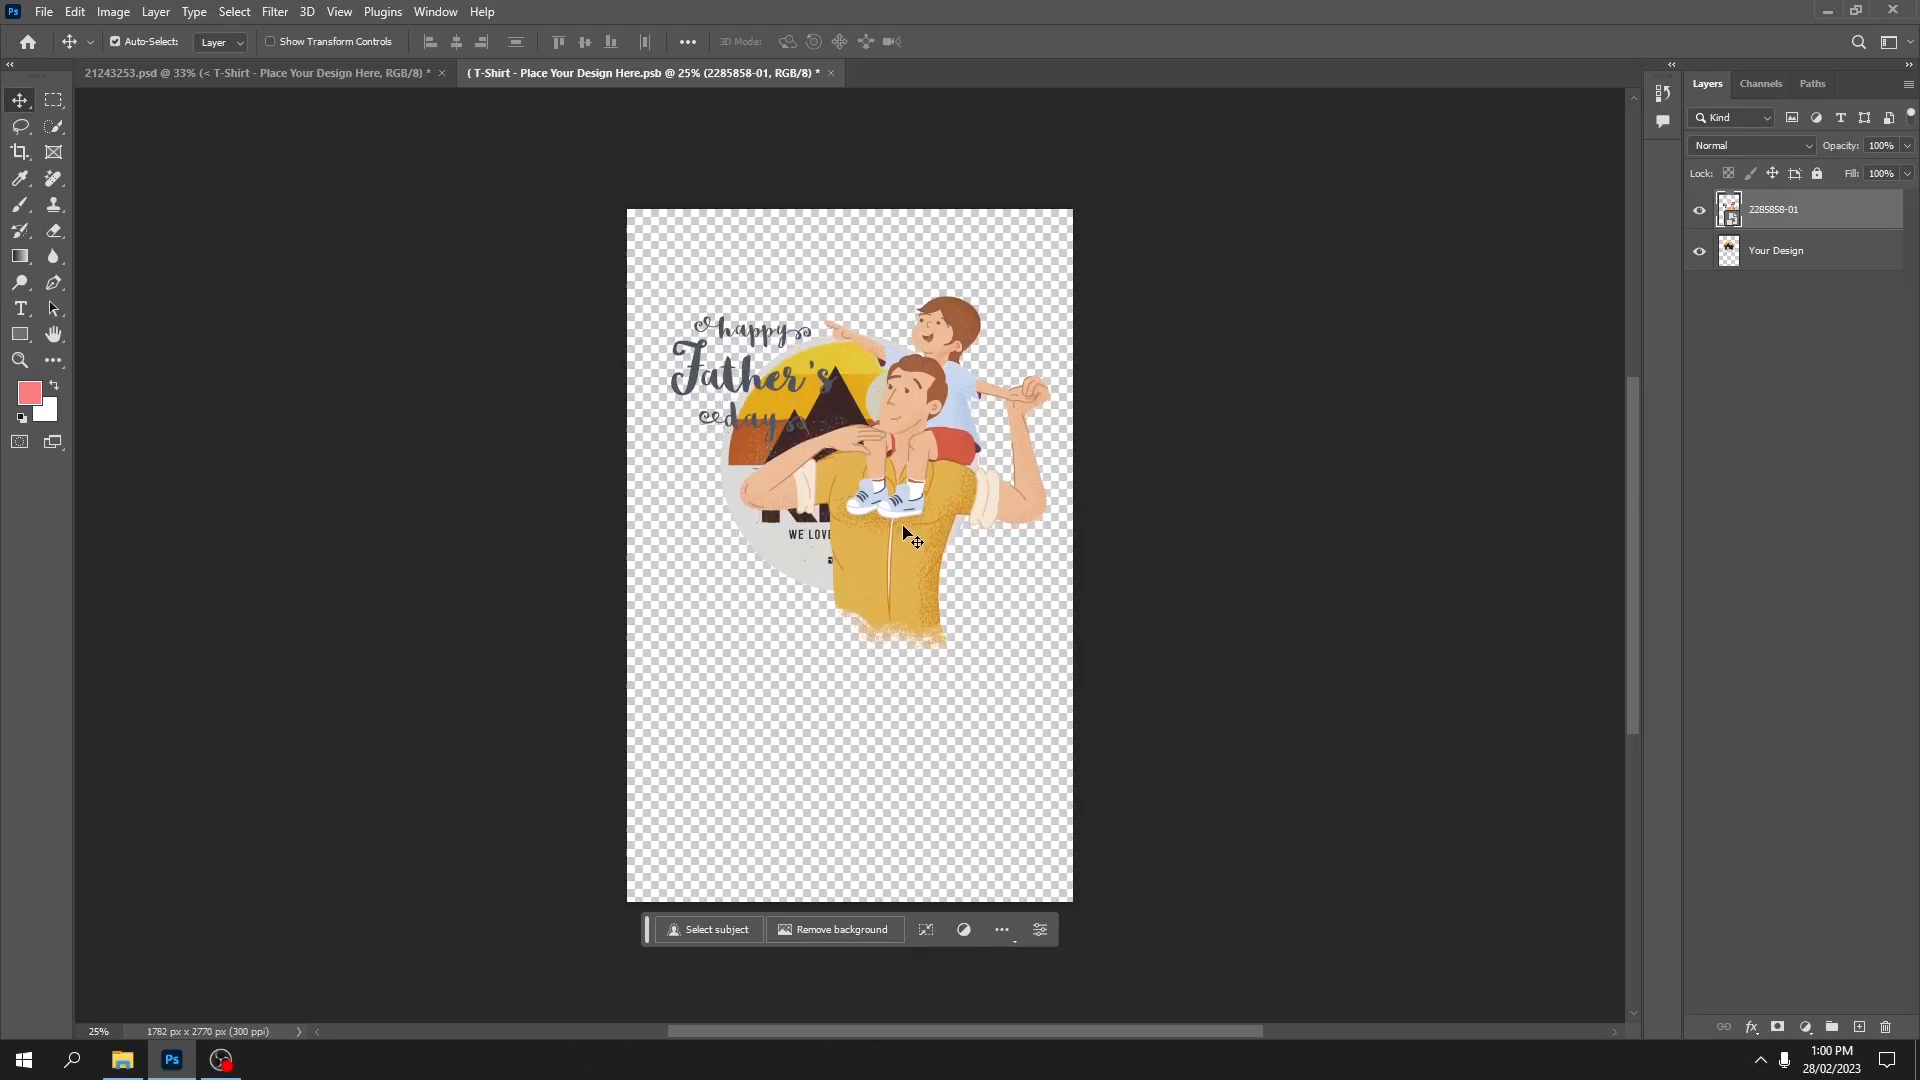 Ps File Edit Image Layer Type Select Filter 3D View Plugins Window Help
Auto-Select: Layer Show Transform Controls 3D Mode:
21243253.psd @ 33% (< T-Shirt - Place Your Design Here, RGB/8) * × ( T-Shirt - Place Your Design Here.psb @ 25% (2285858-01, RGB/8) * ×
Layers Channels Paths
Kind
Normal Opacity: 100%
Lock: Fill: 100%
2285858-01
Your Design
happy
Father's
day
WE LOVE
Select subject Remove background
25% 1782 px x 2770 px (300 ppi)
Ps
1:00 PM
28/02/2023